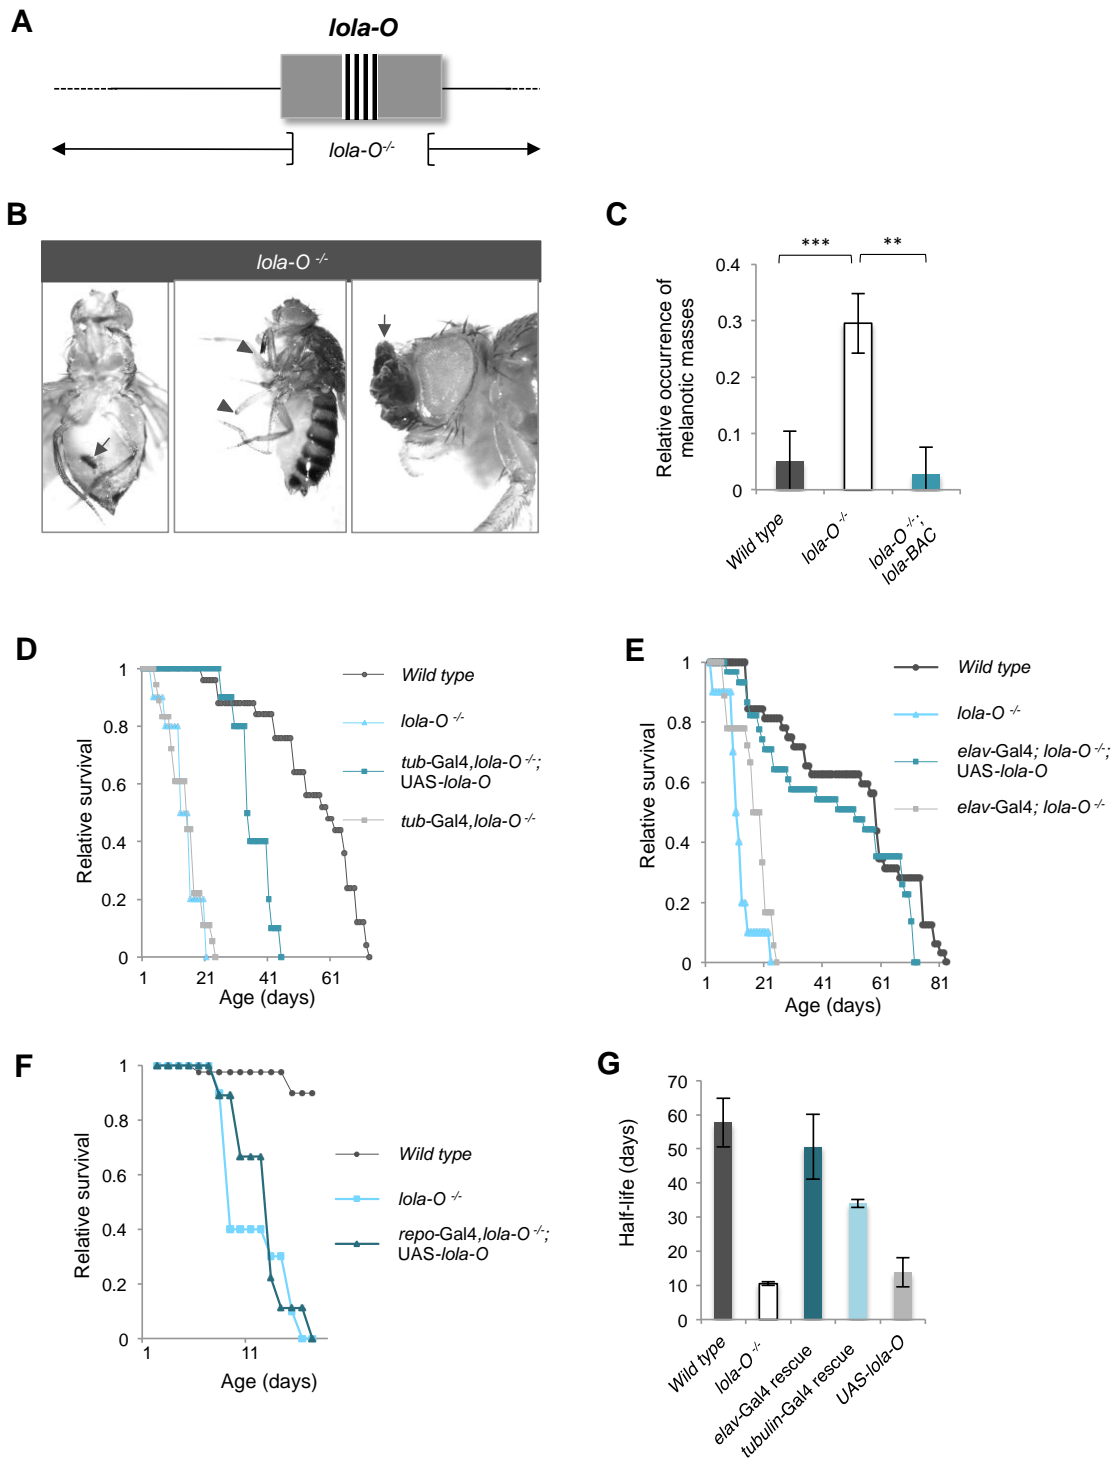 A
lola-O
lola-O-/-
B
lola-O -/-
C
*** **
Relative occurrence of
melanotic masses
0.4
0.3
0.2
0.1
0
Wild type
lola-O -/-
lola-O -/-;
lola-BAC
D
Relative survival
1
0.8
0.6
0.4
0.2
0
1 21 41 61
Age (days)
Wild type
lola-O -/-
tub-Gal4,lola-O -/-;
UAS-lola-O
tub-Gal4,lola-O -/-
E
Relative survival
1
0.8
0.6
0.4
0.2
0
1 21 41 61 81
Age (days)
Wild type
lola-O -/-
elav-Gal4; lola-O -/-;
UAS-lola-O
elav-Gal4; lola-O -/-
F
Relative survival
1
0.8
0.6
0.4
0.2
0
1 11
Age (days)
Wild type
lola-O -/-
repo-Gal4,lola-O -/-;
UAS-lola-O
G
Half-life (days)
70
60
50
40
30
20
10
0
Wild type
lola-O -/-
elav-Gal4 rescue
tubulin-Gal4 rescue
UAS-lola-O